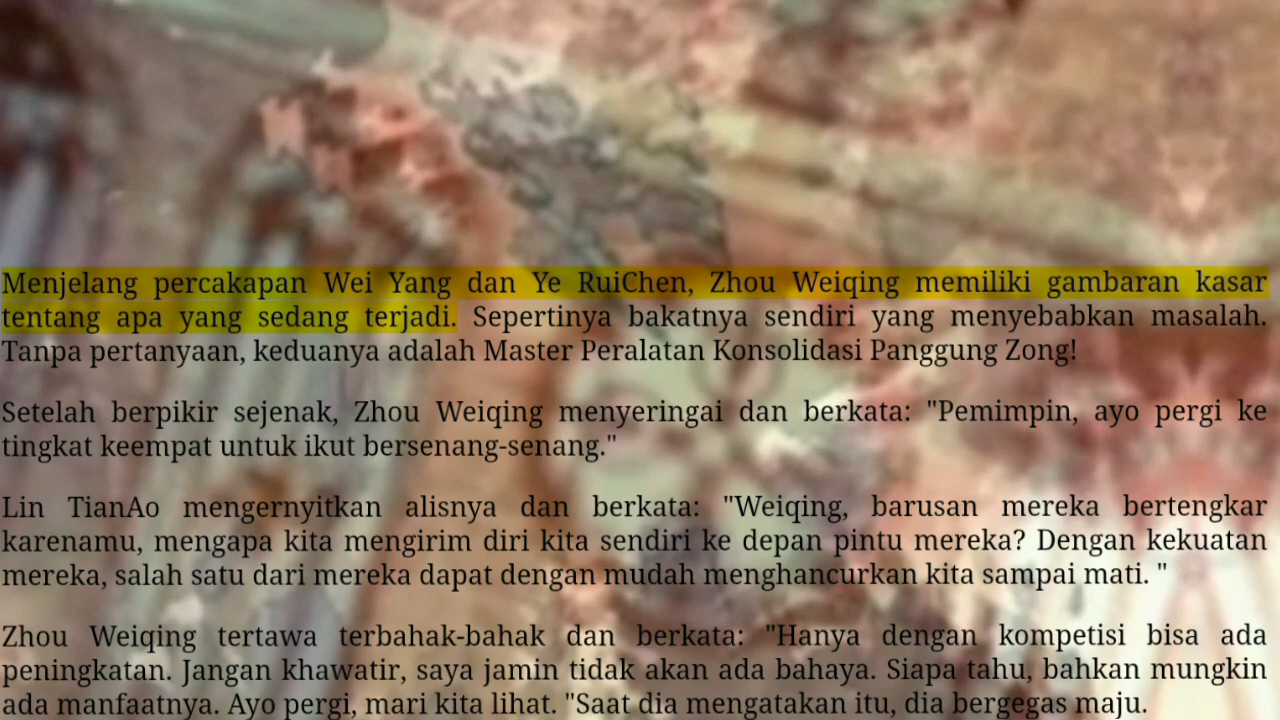 Menjelang percakapan Wei Yang dan Ye RuiChen, Zhou Weiqing memiliki gambaran kasar
tentang apa yang sedang terjadi. Sepertinya bakatnya sendiri yang menyebabkan masalah.
Tanpa pertanyaan, keduanya adalah Master Peralatan Konsolidasi Panggung Zong!
Setelah berpikir sejenak, Zhou Weiqing menyeringai dan berkata: "Pemimpin, ayo pergi ke
tingkat keempat untuk ikut bersenang-senang."
Lin TianAo mengernyitkan alisnya dan berkata: "Weiqing, barusan mereka bertengkar
karenamu, mengapa kita mengirim diri kita sendiri ke depan pintu mereka? Dengan kekuatan
mereka, salah satu dari mereka dapat dengan mudah menghancurkan kita sampai mati. "
Zhou Weiqing tertawa terbahak-bahak dan berkata: "Hanya dengan kompetisi bisa ada
peningkatan. Jangan khawatir, saya jamin tidak akan ada bahaya. Siapa tahu, bahkan mungkin
ada manfaatnya. Ayo pergi, mari kita lihat. "Saat dia mengatakan itu, dia bergegas maju.